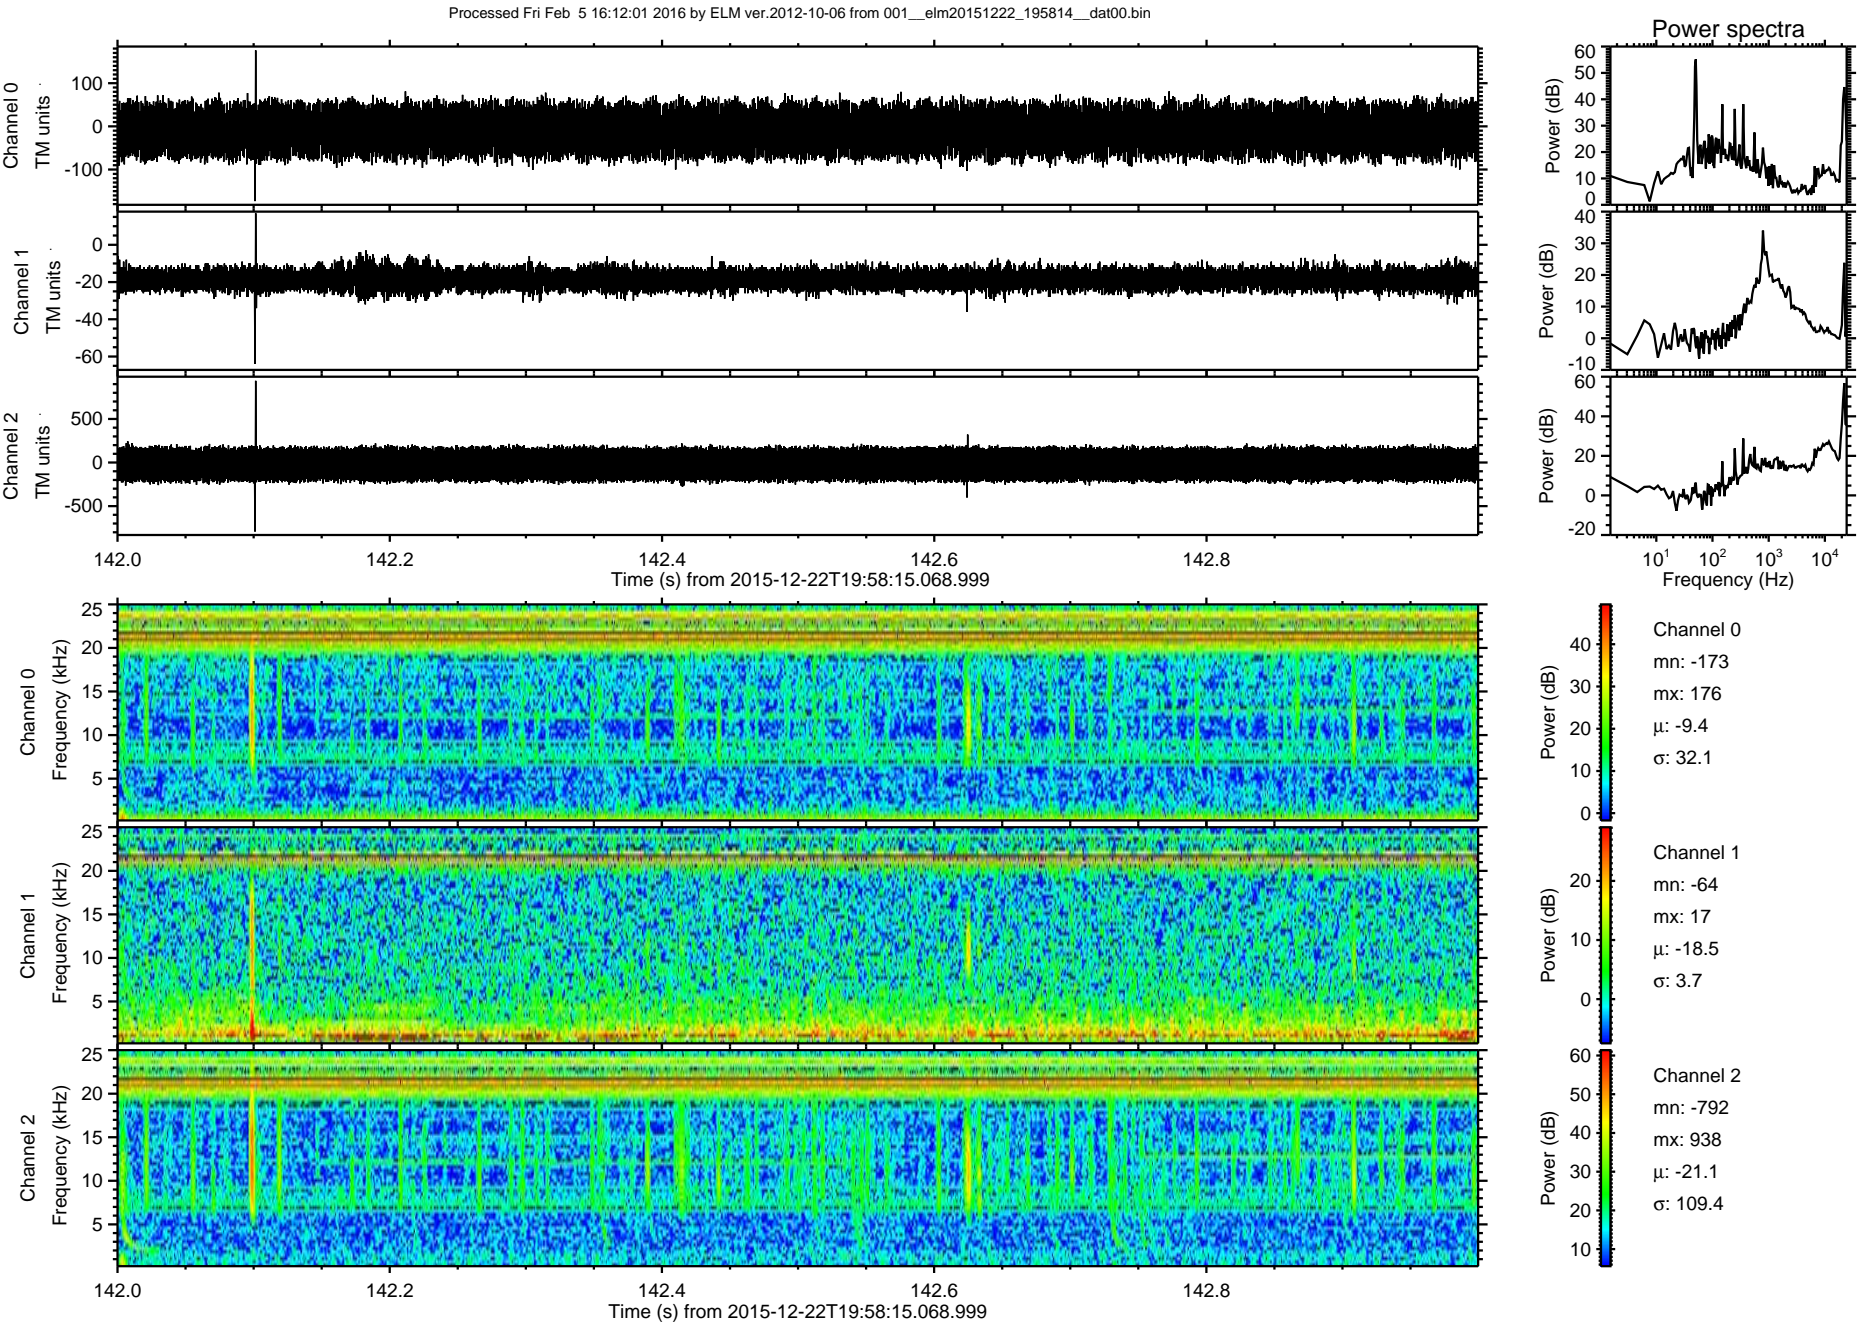 Processed Fri Feb 5 16:12:01 2016 by ELM ver.2012-10-06 from 001__elm20151222_195814__dat00.bin
Power spectra
Channel 0
TM units
100
0
-100
Power (dB)
60
50
40
30
20
10
0
Channel 1
TM units
0
-20
-40
-60
Power (dB)
40
30
20
10
0
-10
Channel 2
TM units
500
0
-500
Power (dB)
60
40
20
0
-20
142.0 142.2 142.4 142.6 142.8
Time (s) from 2015-12-22T19:58:15.068.999
10^1 10^2 10^3 10^4
Frequency (Hz)
Channel 0
Frequency (kHz)
25
20
15
10
5
Power (dB)
40
30
20
10
0
Channel 0
mn: -173
mx: 176
µ: -9.4
σ: 32.1
Channel 1
Frequency (kHz)
25
20
15
10
5
Power (dB)
20
10
0
Channel 1
mn: -64
mx: 17
µ: -18.5
σ: 3.7
Channel 2
Frequency (kHz)
25
20
15
10
5
Power (dB)
60
50
40
30
20
10
Channel 2
mn: -792
mx: 938
µ: -21.1
σ: 109.4
142.0 142.2 142.4 142.6 142.8
Time (s) from 2015-12-22T19:58:15.068.999